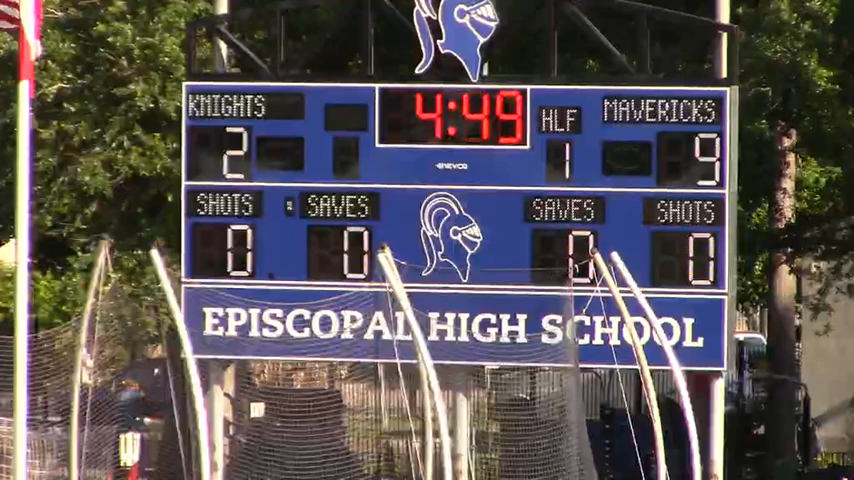 KNIGHTS 4:49 HLF MAVERICKS
2 1 9
SHOTS SAVES SAVES SHOTS
0 0 0 0
EPISCOPAL HIGH SCHOOL